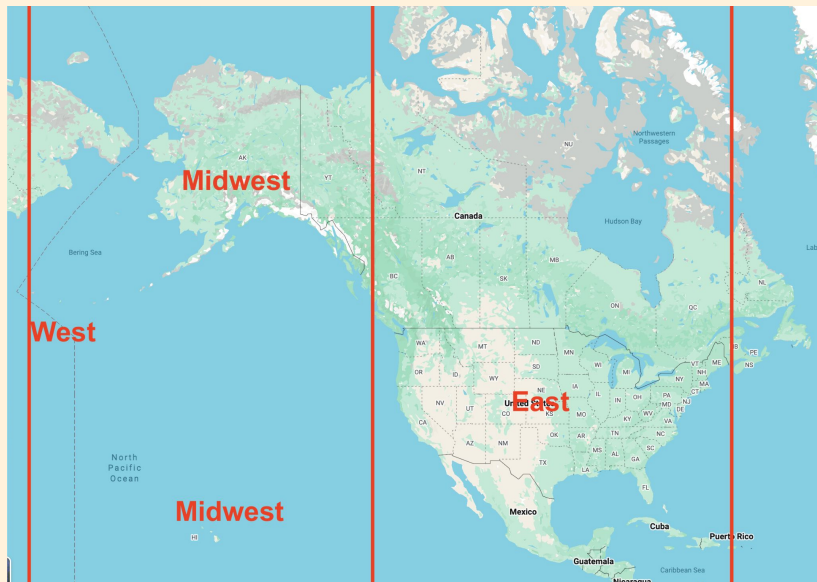 NU
Northwestern
Passages
AK
Midwest
YT
NT
Canada
Hudson Bay
Bering Sea
AB
MB
BC
SK
NL
ON
QC
West
WA
MT
ND
MN
NB
PE
NS
OR
ID
SD
WI
MI
VT
ME
WY
NY
NH
MA
CT
NE
IA
IL
IN
OH
PA
NJ
NV
UT
CO
United States
East
KS
MO
KY
WV
MD
DE
VA
CA
AZ
NM
OK
AR
TN
NC
SC
MS
AL
GA
TX
LA
FL
North
Pacific
Ocean
Midwest
HI
Mexico
Cuba
Puerto Rico
Guatemala
Nicaragua
Caribbean Sea